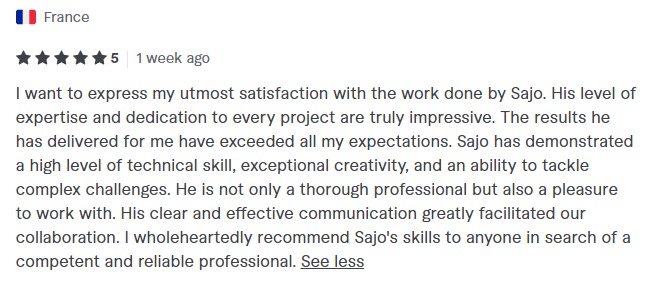 France
5 1 week ago
I want to express my utmost satisfaction with the work done by Sajo. His level of
expertise and dedication to every project are truly impressive. The results he
has delivered for me have exceeded all my expectations. Sajo has demonstrated
a high level of technical skill, exceptional creativity, and an ability to tackle
complex challenges. He is not only a thorough professional but also a pleasure
to work with. His clear and effective communication greatly facilitated our
collaboration. I wholeheartedly recommend Sajo's skills to anyone in search of a
competent and reliable professional. See less